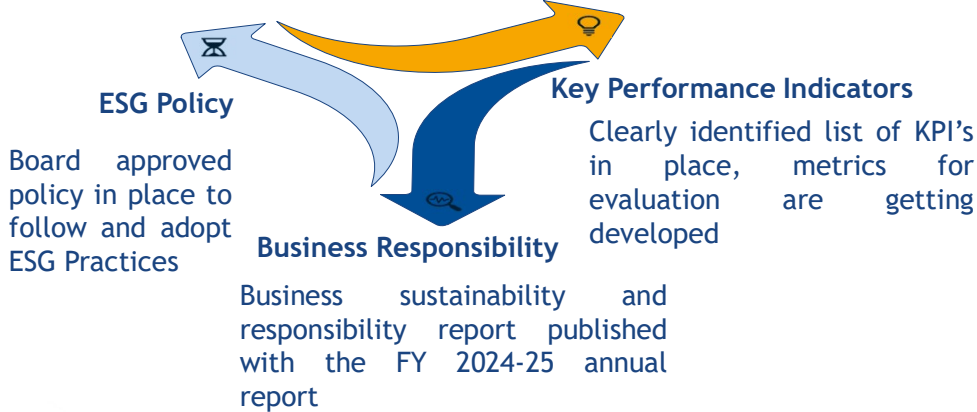 ESG Policy
Board approved
policy in place to
follow and adopt
ESG Practices
Key Performance Indicators
Clearly identified list of KPI’s
in place, metrics for
evaluation are getting
developed
Business Responsibility
Business sustainability and
responsibility report published
with the FY 2024-25 annual
report